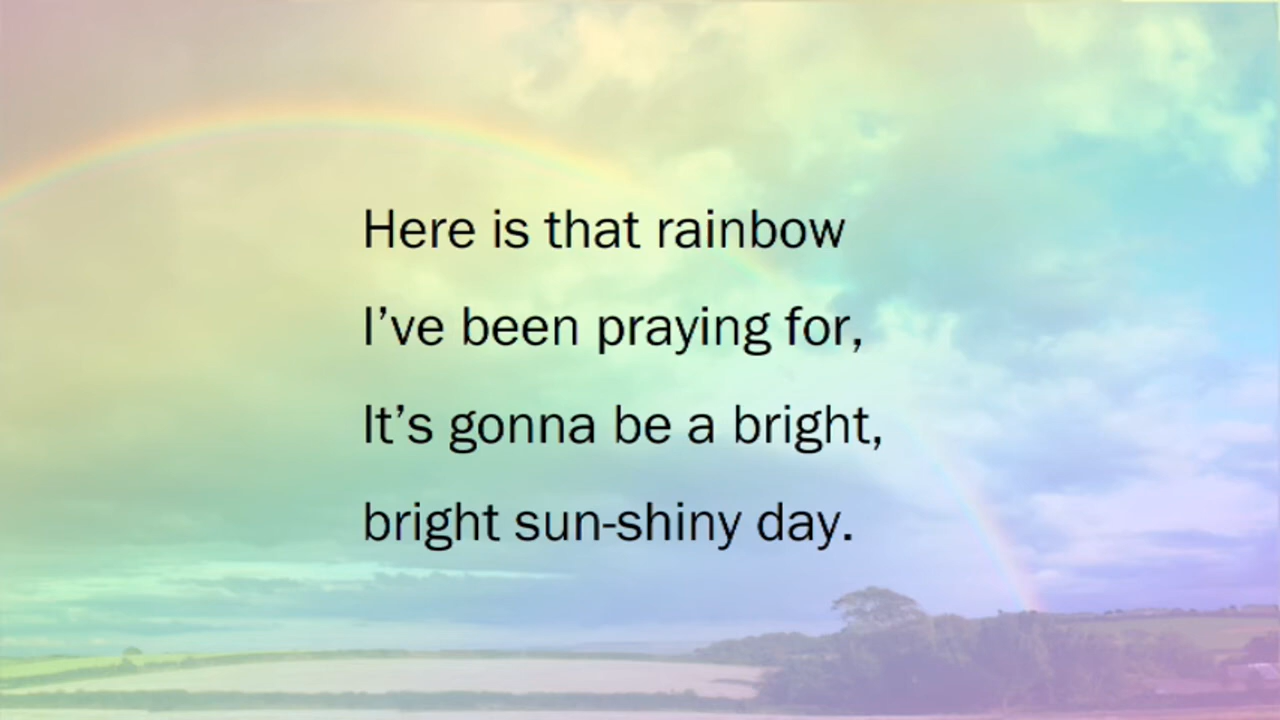 Here is that rainbow
I’ve been praying for,
It’s gonna be a bright,
bright sun-shiny day.